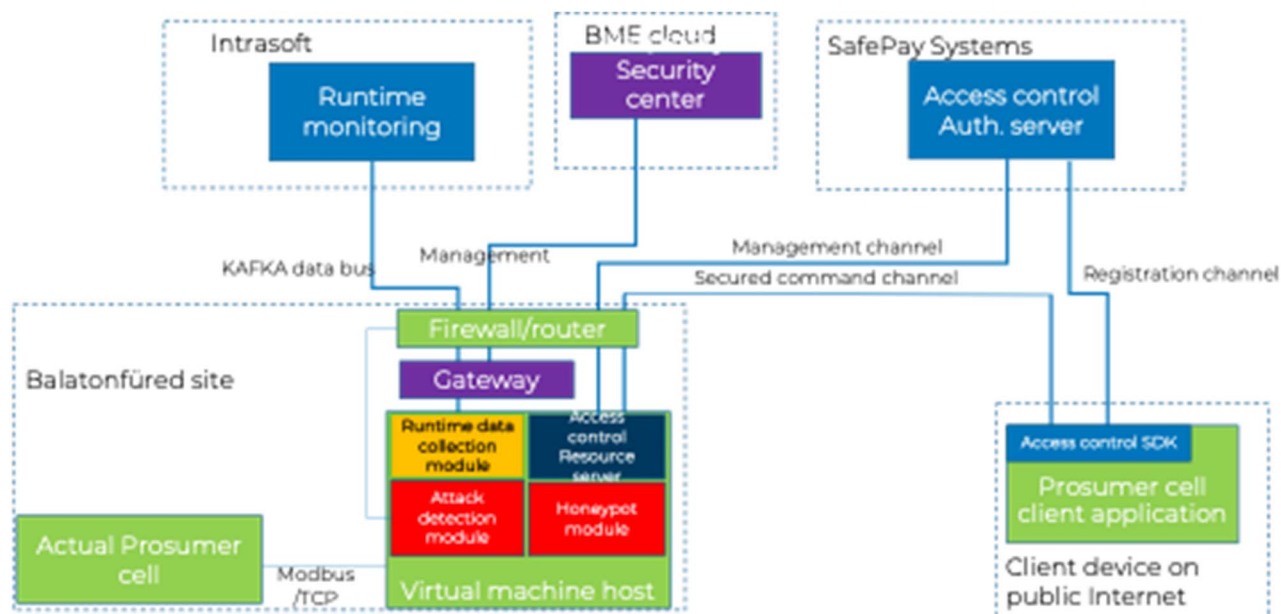 Intrasoft
Runtime
monitoring
BME cloud
Security
center
SafePay Systems
Access control
Auth. server
KAFKA data bus
Management
Management channel
Secured command channel
Registration channel
Balatonfüred site
Firewall/router
Gateway
Runtime data
collection
module
Access
control
Resource
server
Attack
detection
module
Honeypot
module
Virtual machine host
Actual Prosumer
cell
Modbus
/TCP
Access control SDK
Prosumer cell
client application
Client device on
public Internet